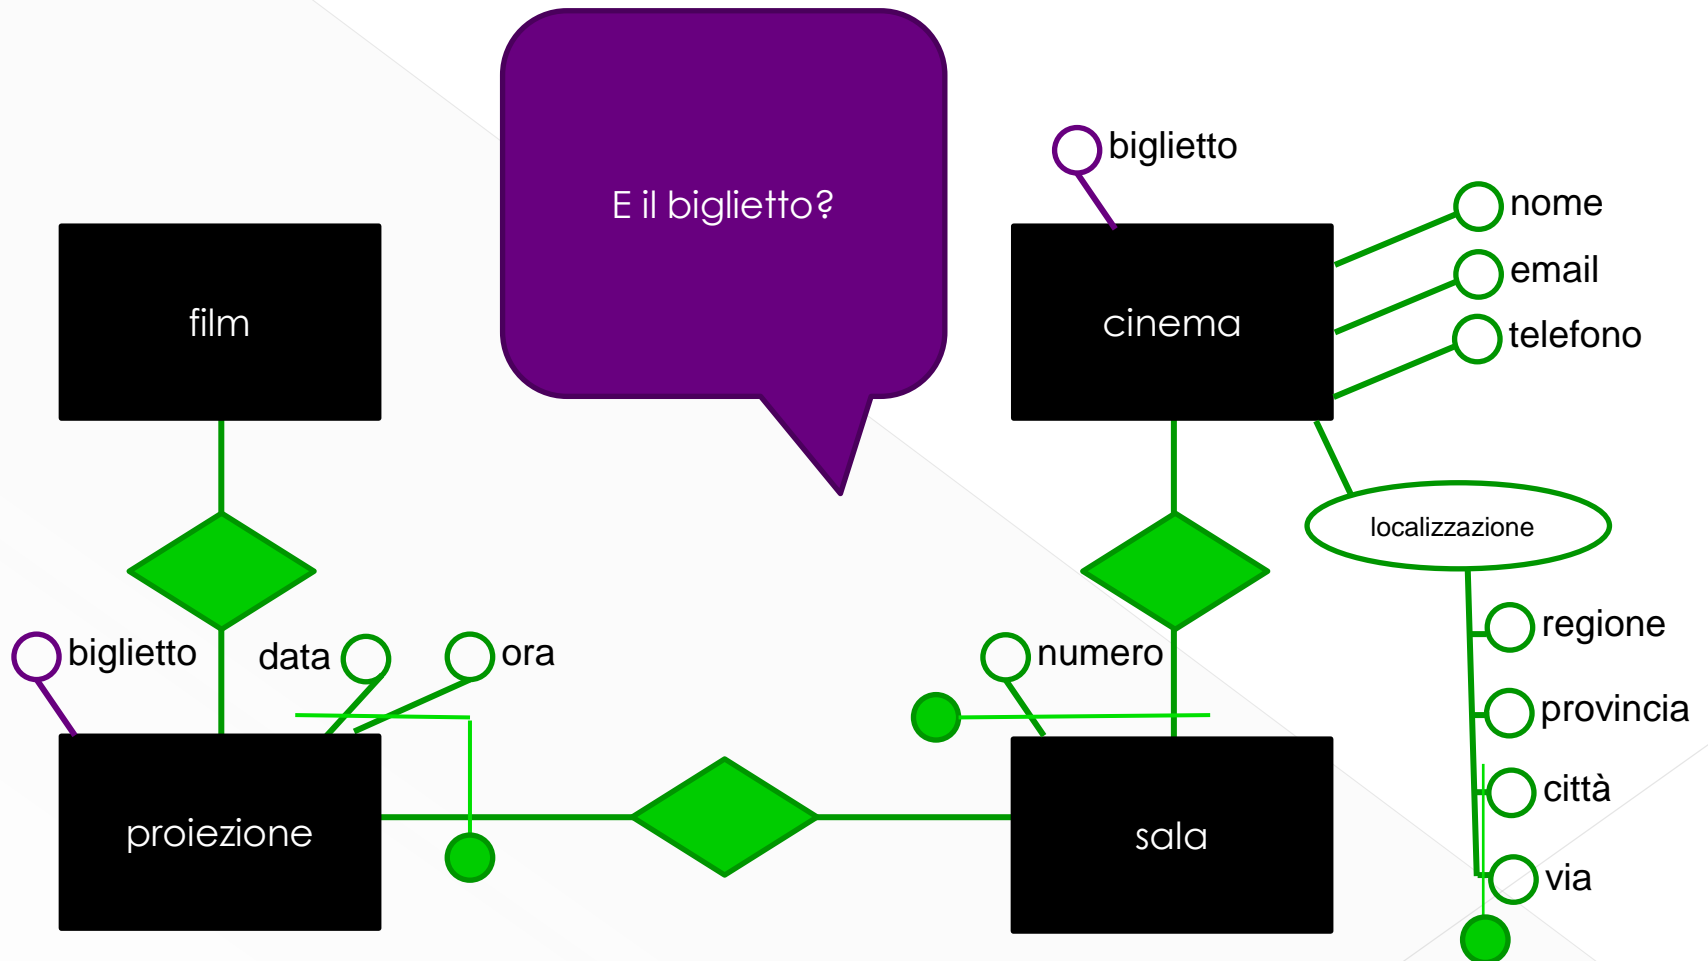 E il biglietto?
biglietto
nome
email
telefono
film
cinema
localizzazione
regione
biglietto
data
ora
numero
provincia
città
proiezione
sala
via